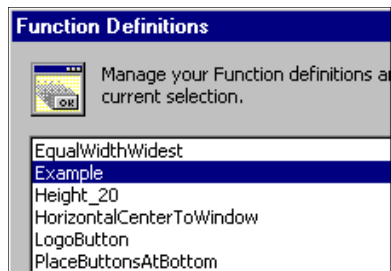 Function Definitions
Manage your Function definitions a
current selection.
OK
EqualWidthWidest
Example
Height_20
HorizontalCenterToWindow
LogoButton
PlaceButtonsAtBottom